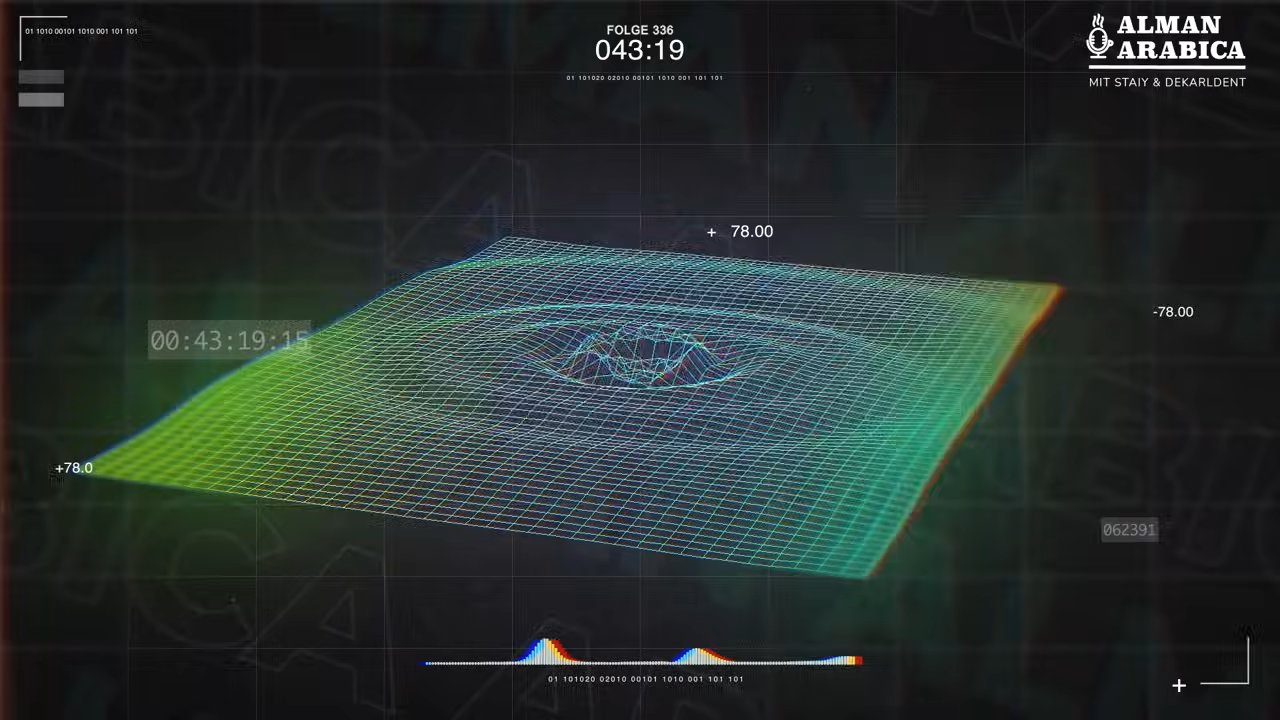 01 1010 00101 1010 001 101 101
FOLGE 336
043:19
01 101020 02010 00101 1010 001 101 101
ALMAN
ARABICA
MIT STAIY & DEKARLDENT
+ 78.00
-78.00
00:43:19:15
+78.0
062391
01 101020 02010 00101 1010 001 101 101
+